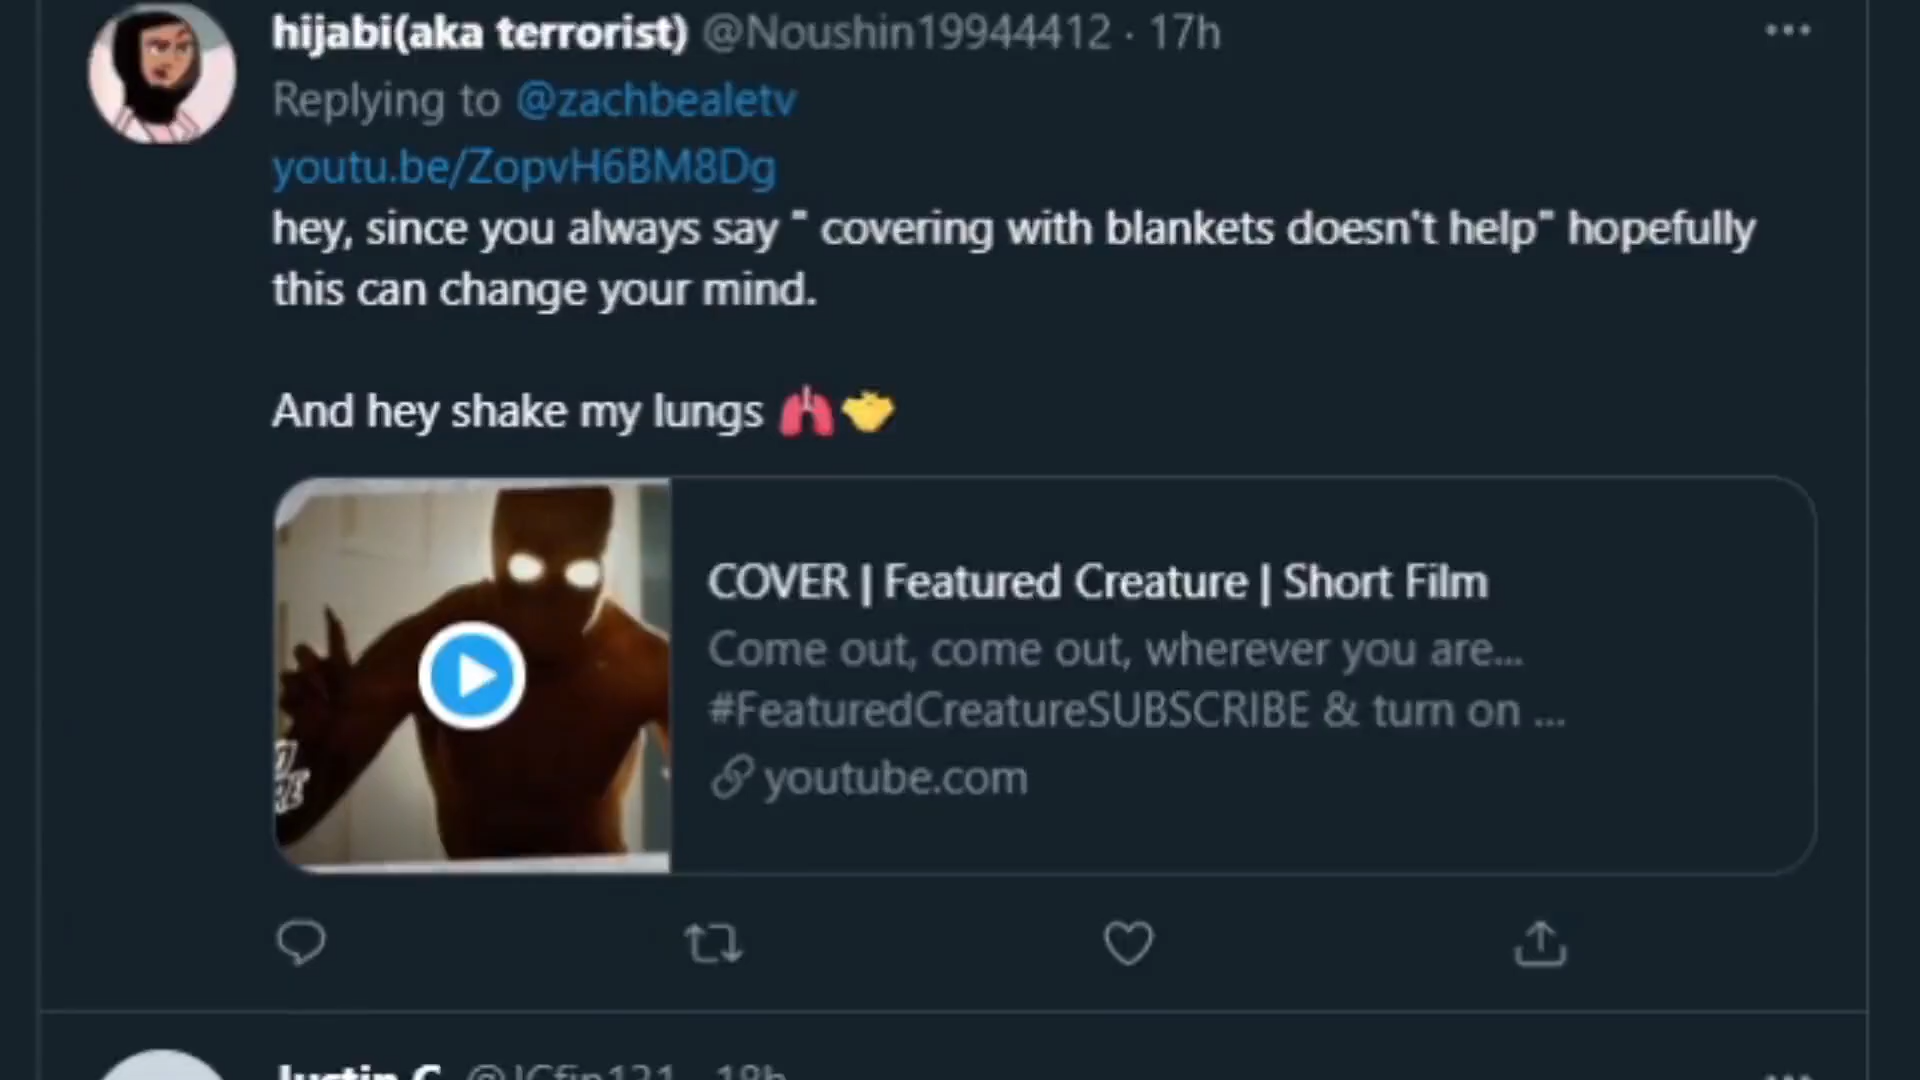 hijabi(aka terrorist) @Noushin19944412 · 17h
Replying to @zachbealetv
youtu.be/ZopvH6BM8Dg
hey, since you always say " covering with blankets doesn't help" hopefully
this can change your mind.
And hey shake my lungs 🫁🤝
COVER | Featured Creature | Short Film
Come out, come out, wherever you are...
#FeaturedCreatureSUBSCRIBE & turn on ...
youtube.com
Justin C
18h